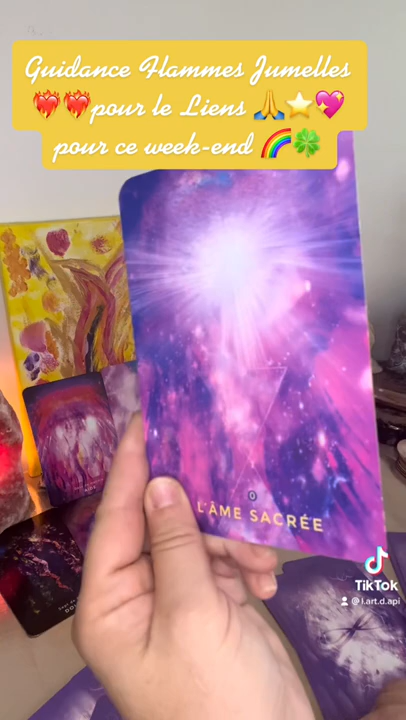 Guidance Flammes Jumelles
❤️‍🔥❤️‍🔥pour le Liens 🙏⭐💖
pour ce week-end 🌈🍀
0
L'ÂME SACRÉE
TikTok
@l.art.d.api